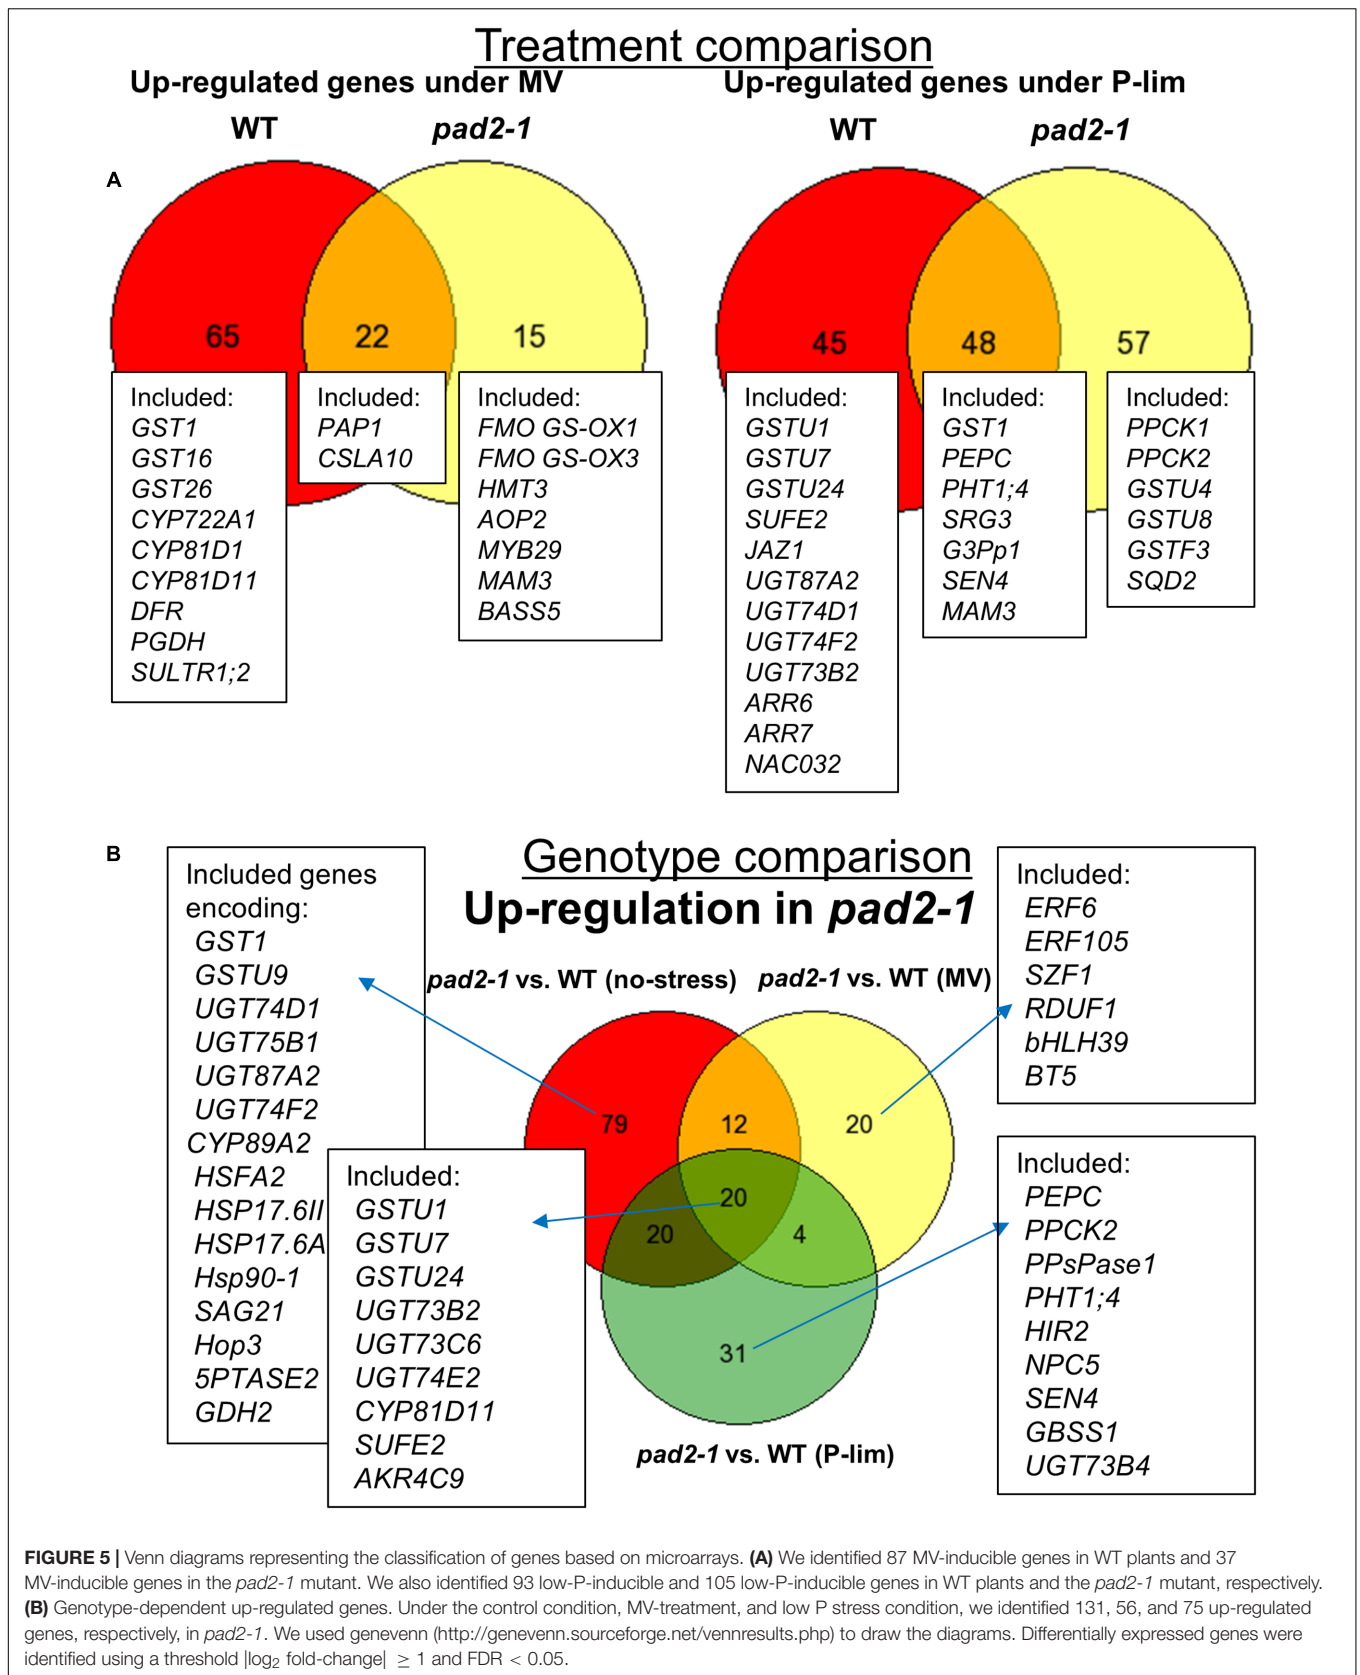 Treatment comparison
Up-regulated genes under MV
Up-regulated genes under P-lim
WT
pad2-1
WT
pad2-1
A
65
22
15
45
48
57
Included:
GST1
GST16
GST26
CYP722A1
CYP81D1
CYP81D11
DFR
PGDH
SULTR1;2
Included:
PAP1
CSLA10
Included:
FMO GS-OX1
FMO GS-OX3
HMT3
AOP2
MYB29
MAM3
BASS5
Included:
GSTU1
GSTU7
GSTU24
SUFE2
JAZ1
UGT87A2
UGT74D1
UGT74F2
UGT73B2
ARR6
ARR7
NAC032
Included:
GST1
PEPC
PHT1;4
SRG3
G3Pp1
SEN4
MAM3
Included:
PPCK1
PPCK2
GSTU4
GSTU8
GSTF3
SQD2
B
Genotype comparison
Up-regulation in pad2-1
pad2-1 vs. WT (no-stress)
pad2-1 vs. WT (MV)
Included genes
encoding:
GST1
GSTU9
UGT74D1
UGT75B1
UGT87A2
UGT74F2
CYP89A2
HSFA2
HSP17.6II
HSP17.6A
Hsp90-1
SAG21
Hop3
5PTASE2
GDH2
Included:
GSTU1
GSTU7
GSTU24
UGT73B2
UGT73C6
UGT74E2
CYP81D11
SUFE2
AKR4C9
79
12
20
20
20
4
31
pad2-1 vs. WT (P-lim)
Included:
ERF6
ERF105
SZF1
RDUF1
bHLH39
BT5
Included:
PEPC
PPCK2
PPsPase1
PHT1;4
HIR2
NPC5
SEN4
GBSS1
UGT73B4
FIGURE 5 | Venn diagrams representing the classification of genes based on microarrays. (A) We identified 87 MV-inducible genes in WT plants and 37
MV-inducible genes in the pad2-1 mutant. We also identified 93 low-P-inducible and 105 low-P-inducible genes in WT plants and the pad2-1 mutant, respectively.
(B) Genotype-dependent up-regulated genes. Under the control condition, MV-treatment, and low P stress condition, we identified 131, 56, and 75 up-regulated
genes, respectively, in pad2-1. We used genevenn (http://genevenn.sourceforge.net/vennresults.php) to draw the diagrams. Differentially expressed genes were
identified using a threshold |log₂ fold-change| ≥ 1 and FDR < 0.05.